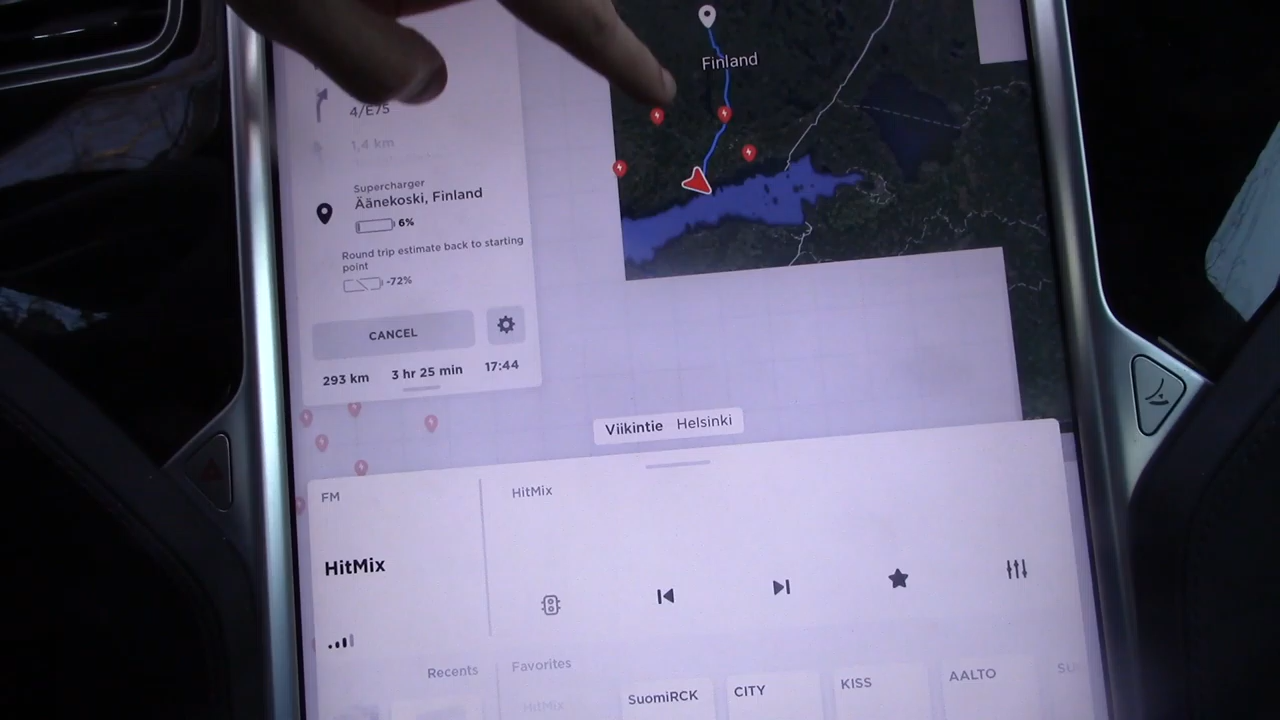 Finland
4/E75
1,4 km
Supercharger
Äänekoski, Finland
6%
Round trip estimate back to starting
point
-72%
CANCEL
293 km 3 hr 25 min 17:44
Viikintie Helsinki
FM
HitMix
HitMix
Recents
Favorites
HitMix
SuomiRCK
CITY
KISS
AALTO